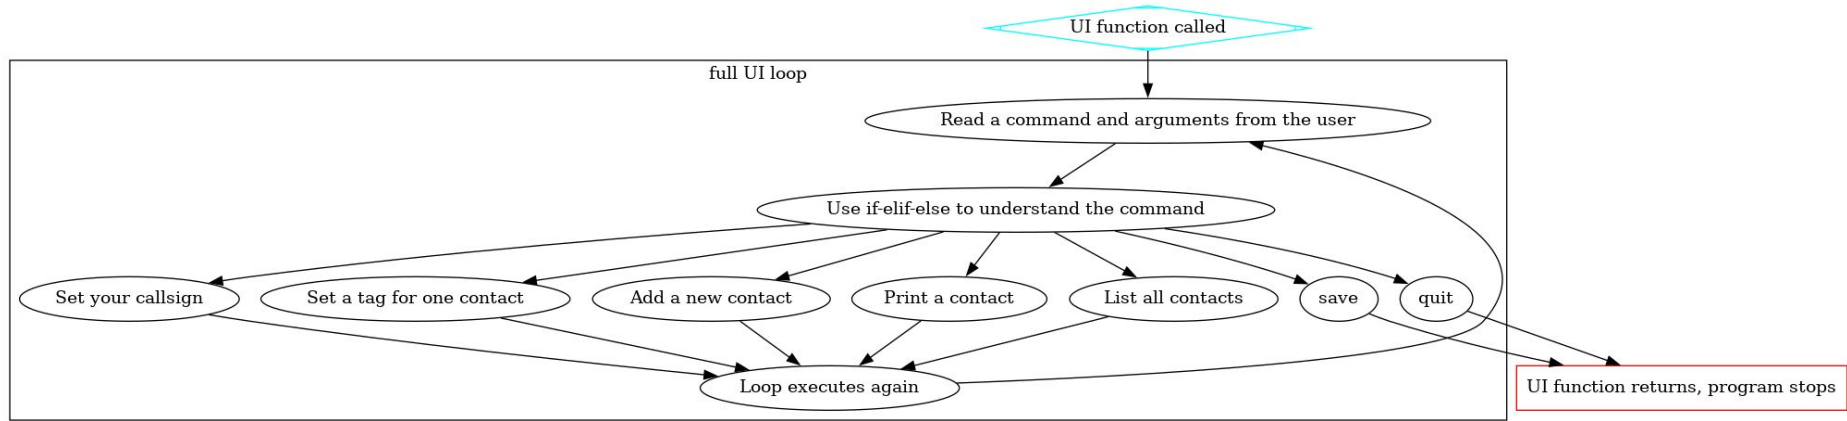 UI function called
full UI loop
Read a command and arguments from the user
Use if-elif-else to understand the command
Set your callsign
Set a tag for one contact
Add a new contact
Print a contact
List all contacts
save
quit
Loop executes again
UI function returns, program stops